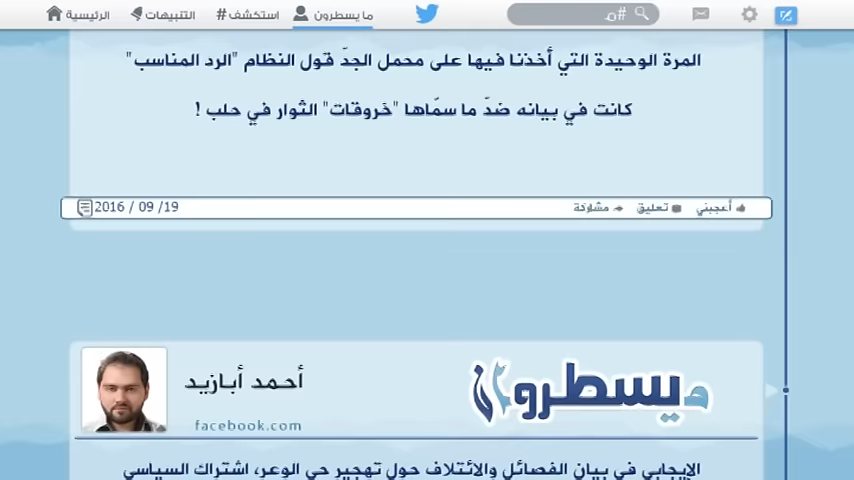 الرئيسية التنبيهات #استكشف ما يسطرون #م
المرة الوحيدة التي أخذنا فيها على محمل الجدّ قول النظام "الرد المناسب"
كانت في بيانه ضدّ ما سمّاها "خروقات" الثوار في حلب !
أعجبني تعليق مشاركة 2016 / 09 /19
ما يسطرون
أحمد أبازيد
facebook.com
الإيجابي في بيان الفصائل والائتلاف حول تهجير حي الوعر، اشتراك السياسي